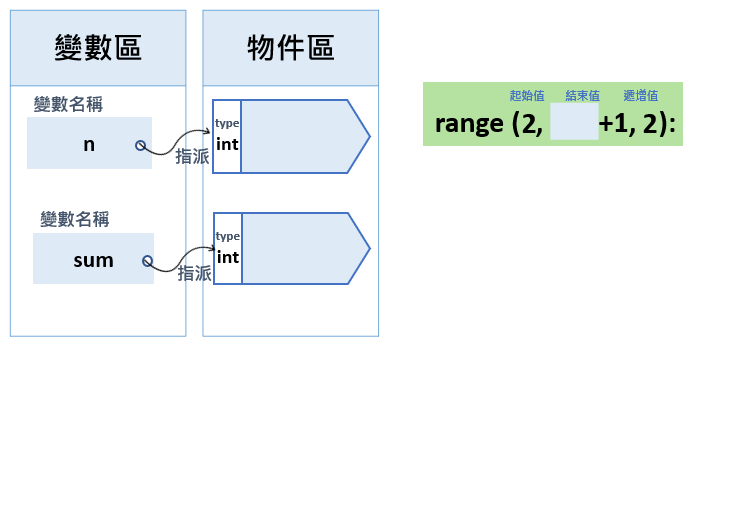 變數區
物件區
變數名稱
n
指派
type
int
變數名稱
sum
指派
type
int
起始值 結束值 遞增值
range (2, +1, 2):